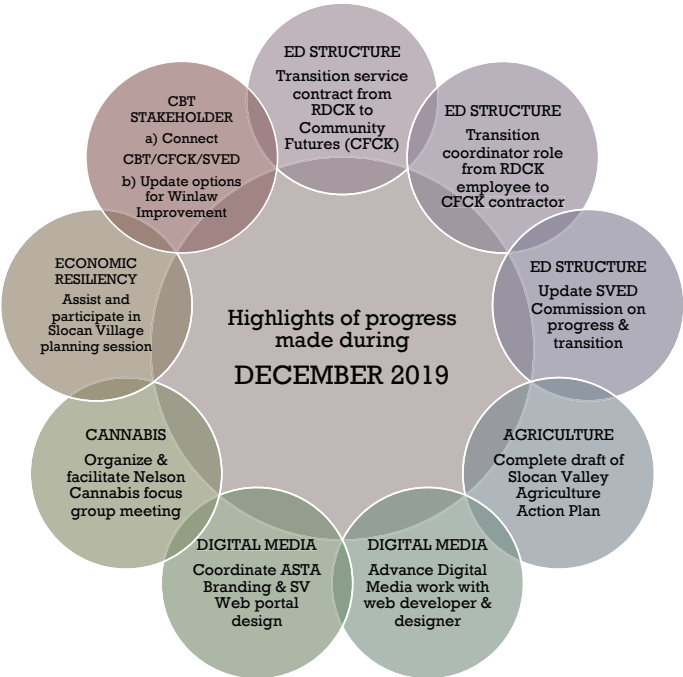 Highlights of progress
made during
DECEMBER 2019
ED STRUCTURE
Transition service
contract from
RDCK to
Community
Futures (CFCK)
ED STRUCTURE
Transition
coordinator role
from RDCK
employee to
CFCK contractor
ED STRUCTURE
Update SVED
Commission on
progress &
transition
AGRICULTURE
Complete draft of
Slocan Valley
Agriculture
Action Plan
DIGITAL MEDIA
Advance Digital
Media work with
web developer &
designer
DIGITAL MEDIA
Coordinate ASTA
Branding & SV
Web portal
design
CANNABIS
Organize &
facilitate Nelson
Cannabis focus
group meeting
ECONOMIC
RESILIENCY
Assist and
participate in
Slocan Village
planning session
CBT
STAKEHOLDER
a) Connect
CBT/CFCK/SVED
b) Update options
for Winlaw
Improvement